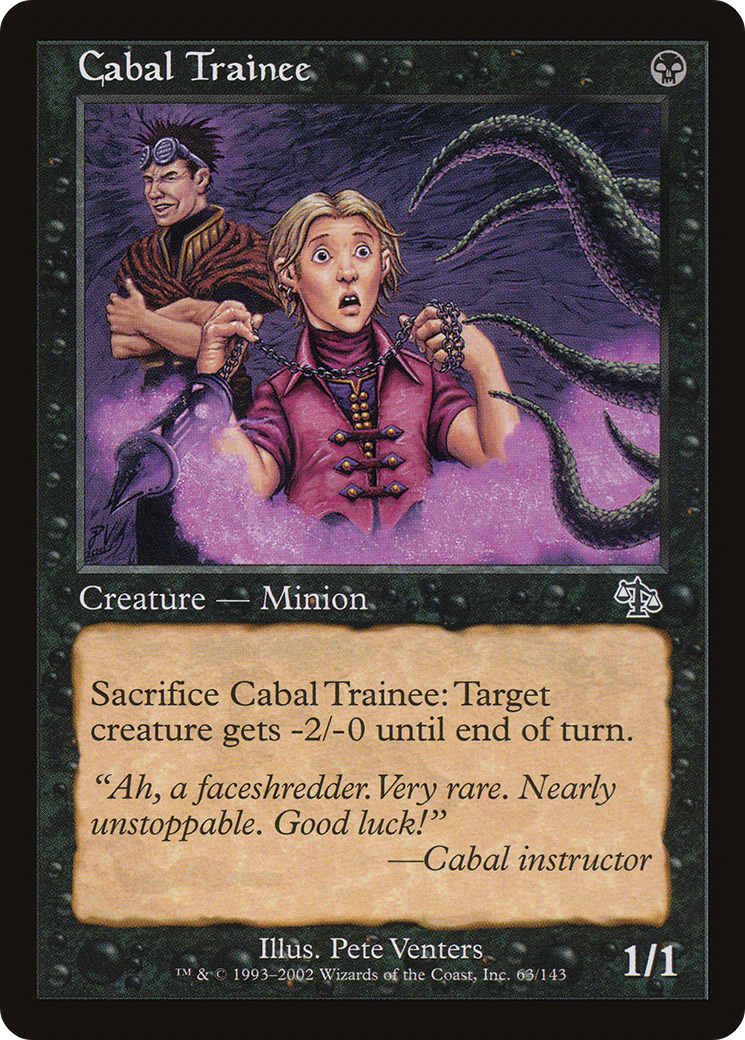 Cabal Trainee
Creature — Minion
Sacrifice Cabal Trainee: Target
creature gets -2/-0 until end of turn.
“Ah, a faceshredder. Very rare. Nearly
unstoppable. Good luck!”
—Cabal instructor
Illus. Pete Venters
™ & © 1993–2002 Wizards of the Coast, Inc. 63/143
1/1